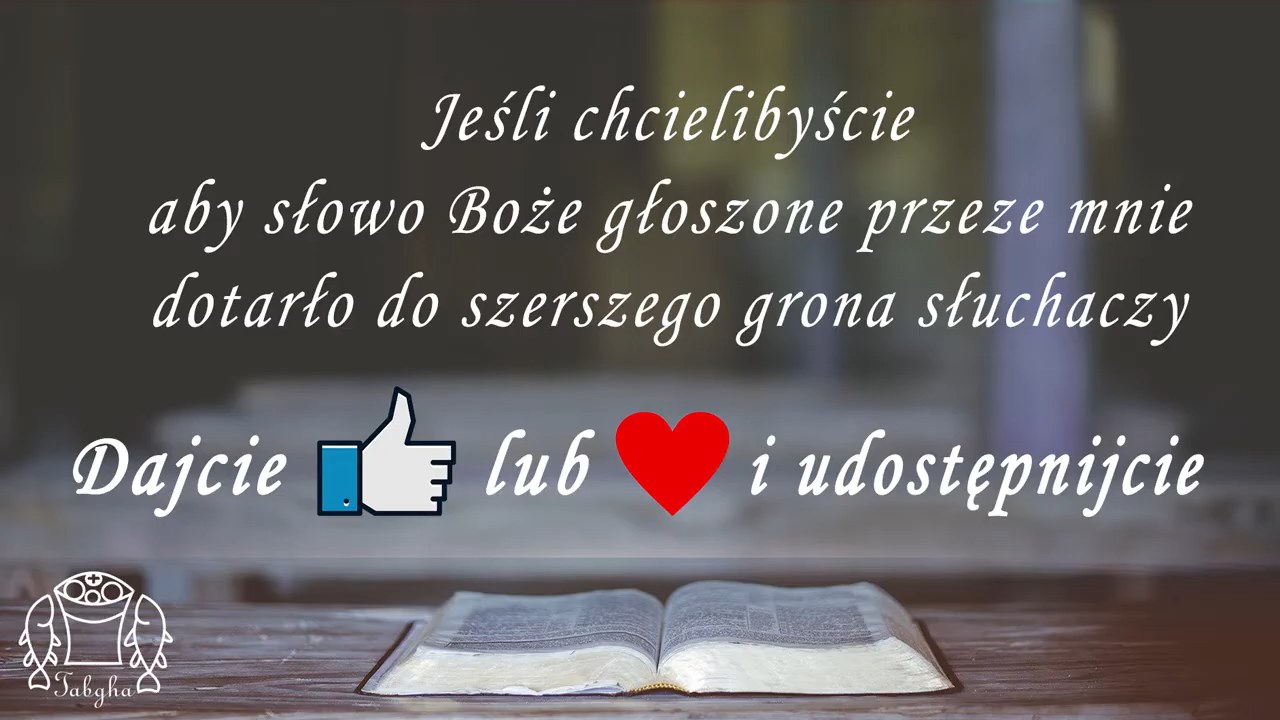 Jeśli chcielibyście
aby słowo Boże głoszone przeze mnie
dotarło do szerszego grona słuchaczy
Dajcie lub i udostępnijcie
Tabgha